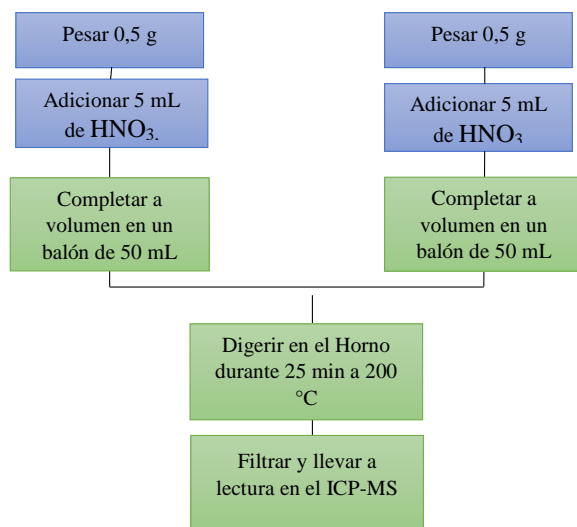 Pesar 0,5 g
Adicionar 5 mL
de HNO₃.
Completar a
volumen en un
balón de 50 mL
Pesar 0,5 g
Adicionar 5 mL
de HNO₃
Completar a
volumen en un
balón de 50 mL
Digerir en el Horno
durante 25 min a 200
°C
Filtrar y llevar a
lectura en el ICP-MS